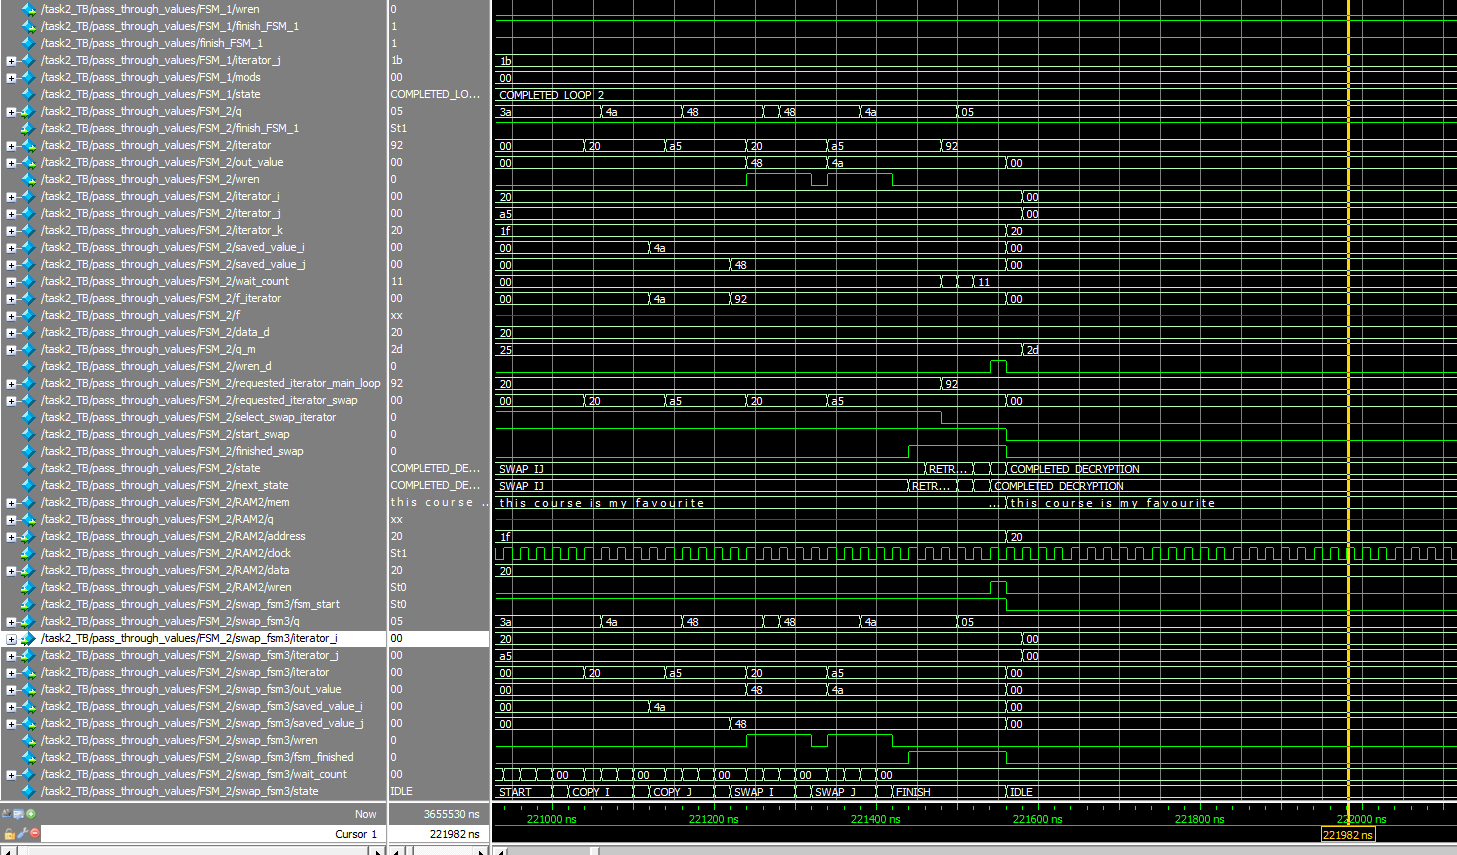 /task2_TB/pass_through_values/FSM_1/wren 0
/task2_TB/pass_through_values/FSM_1/finish_FSM_1 1
/task2_TB/pass_through_values/finish_FSM_1 1
/task2_TB/pass_through_values/FSM_1/iterator_j 1b 1b
/task2_TB/pass_through_values/FSM_1/mods 00 00
/task2_TB/pass_through_values/FSM_1/state COMPLETED_LO... COMPLETED LOOP 2
/task2_TB/pass_through_values/FSM_2/q 05 3a 4a 48 48 4a 05
/task2_TB/pass_through_values/FSM_2/finish_FSM_1 St1
/task2_TB/pass_through_values/FSM_2/iterator 92 00 20 a5 20 a5 92
/task2_TB/pass_through_values/FSM_2/out_value 00 00 48 4a 00
/task2_TB/pass_through_values/FSM_2/wren 0
/task2_TB/pass_through_values/FSM_2/iterator_i 00 20 00
/task2_TB/pass_through_values/FSM_2/iterator_j 00 a5 00
/task2_TB/pass_through_values/FSM_2/iterator_k 20 1f 20
/task2_TB/pass_through_values/FSM_2/saved_value_i 00 00 4a 00
/task2_TB/pass_through_values/FSM_2/saved_value_j 00 00 48 00
/task2_TB/pass_through_values/FSM_2/wait_count 11 00 11
/task2_TB/pass_through_values/FSM_2/f_iterator 00 00 4a 92 00
/task2_TB/pass_through_values/FSM_2/f xx
/task2_TB/pass_through_values/FSM_2/data_d 20 20
/task2_TB/pass_through_values/FSM_2/q_m 2d 25 2d
/task2_TB/pass_through_values/FSM_2/wren_d 0
/task2_TB/pass_through_values/FSM_2/requested_iterator_main_loop 92 20 92
/task2_TB/pass_through_values/FSM_2/requested_iterator_swap 00 00 20 a5 20 a5 00
/task2_TB/pass_through_values/FSM_2/select_swap_iterator 0
/task2_TB/pass_through_values/FSM_2/start_swap 0
/task2_TB/pass_through_values/FSM_2/finished_swap 0
/task2_TB/pass_through_values/FSM_2/state COMPLETED_DE... SWAP IJ RETR... COMPLETED DECRYPTION
/task2_TB/pass_through_values/FSM_2/next_state COMPLETED_DE... SWAP IJ RETR... COMPLETED DECRYPTION
/task2_TB/pass_through_values/FSM_2/RAM2/mem this course ... this course is my favourite ... this course is my favourite
/task2_TB/pass_through_values/FSM_2/RAM2/q xx
/task2_TB/pass_through_values/FSM_2/RAM2/address 20 1f 20
/task2_TB/pass_through_values/FSM_2/RAM2/clock St1
/task2_TB/pass_through_values/FSM_2/RAM2/data 20 20
/task2_TB/pass_through_values/FSM_2/RAM2/wren St0
/task2_TB/pass_through_values/FSM_2/swap_fsm3/fsm_start St0
/task2_TB/pass_through_values/FSM_2/swap_fsm3/q 05 3a 4a 48 48 4a 05
/task2_TB/pass_through_values/FSM_2/swap_fsm3/iterator_i 00 20 00
/task2_TB/pass_through_values/FSM_2/swap_fsm3/iterator_j 00 a5 00
/task2_TB/pass_through_values/FSM_2/swap_fsm3/iterator 00 00 20 a5 20 a5 00
/task2_TB/pass_through_values/FSM_2/swap_fsm3/out_value 00 00 48 4a 00
/task2_TB/pass_through_values/FSM_2/swap_fsm3/saved_value_i 00 00 4a 00
/task2_TB/pass_through_values/FSM_2/swap_fsm3/saved_value_j 00 00 48 00
/task2_TB/pass_through_values/FSM_2/swap_fsm3/wren 0
/task2_TB/pass_through_values/FSM_2/swap_fsm3/fsm_finished 0
/task2_TB/pass_through_values/FSM_2/swap_fsm3/wait_count 00 00 00 00 00 00
/task2_TB/pass_through_values/FSM_2/swap_fsm3/state IDLE START COPY I COPY J SWAP I SWAP J FINISH IDLE
Now 3655530 ns 221000 ns 221200 ns 221400 ns 221600 ns 221800 ns 222000 ns
Cursor 1 221982 ns 221982 ns